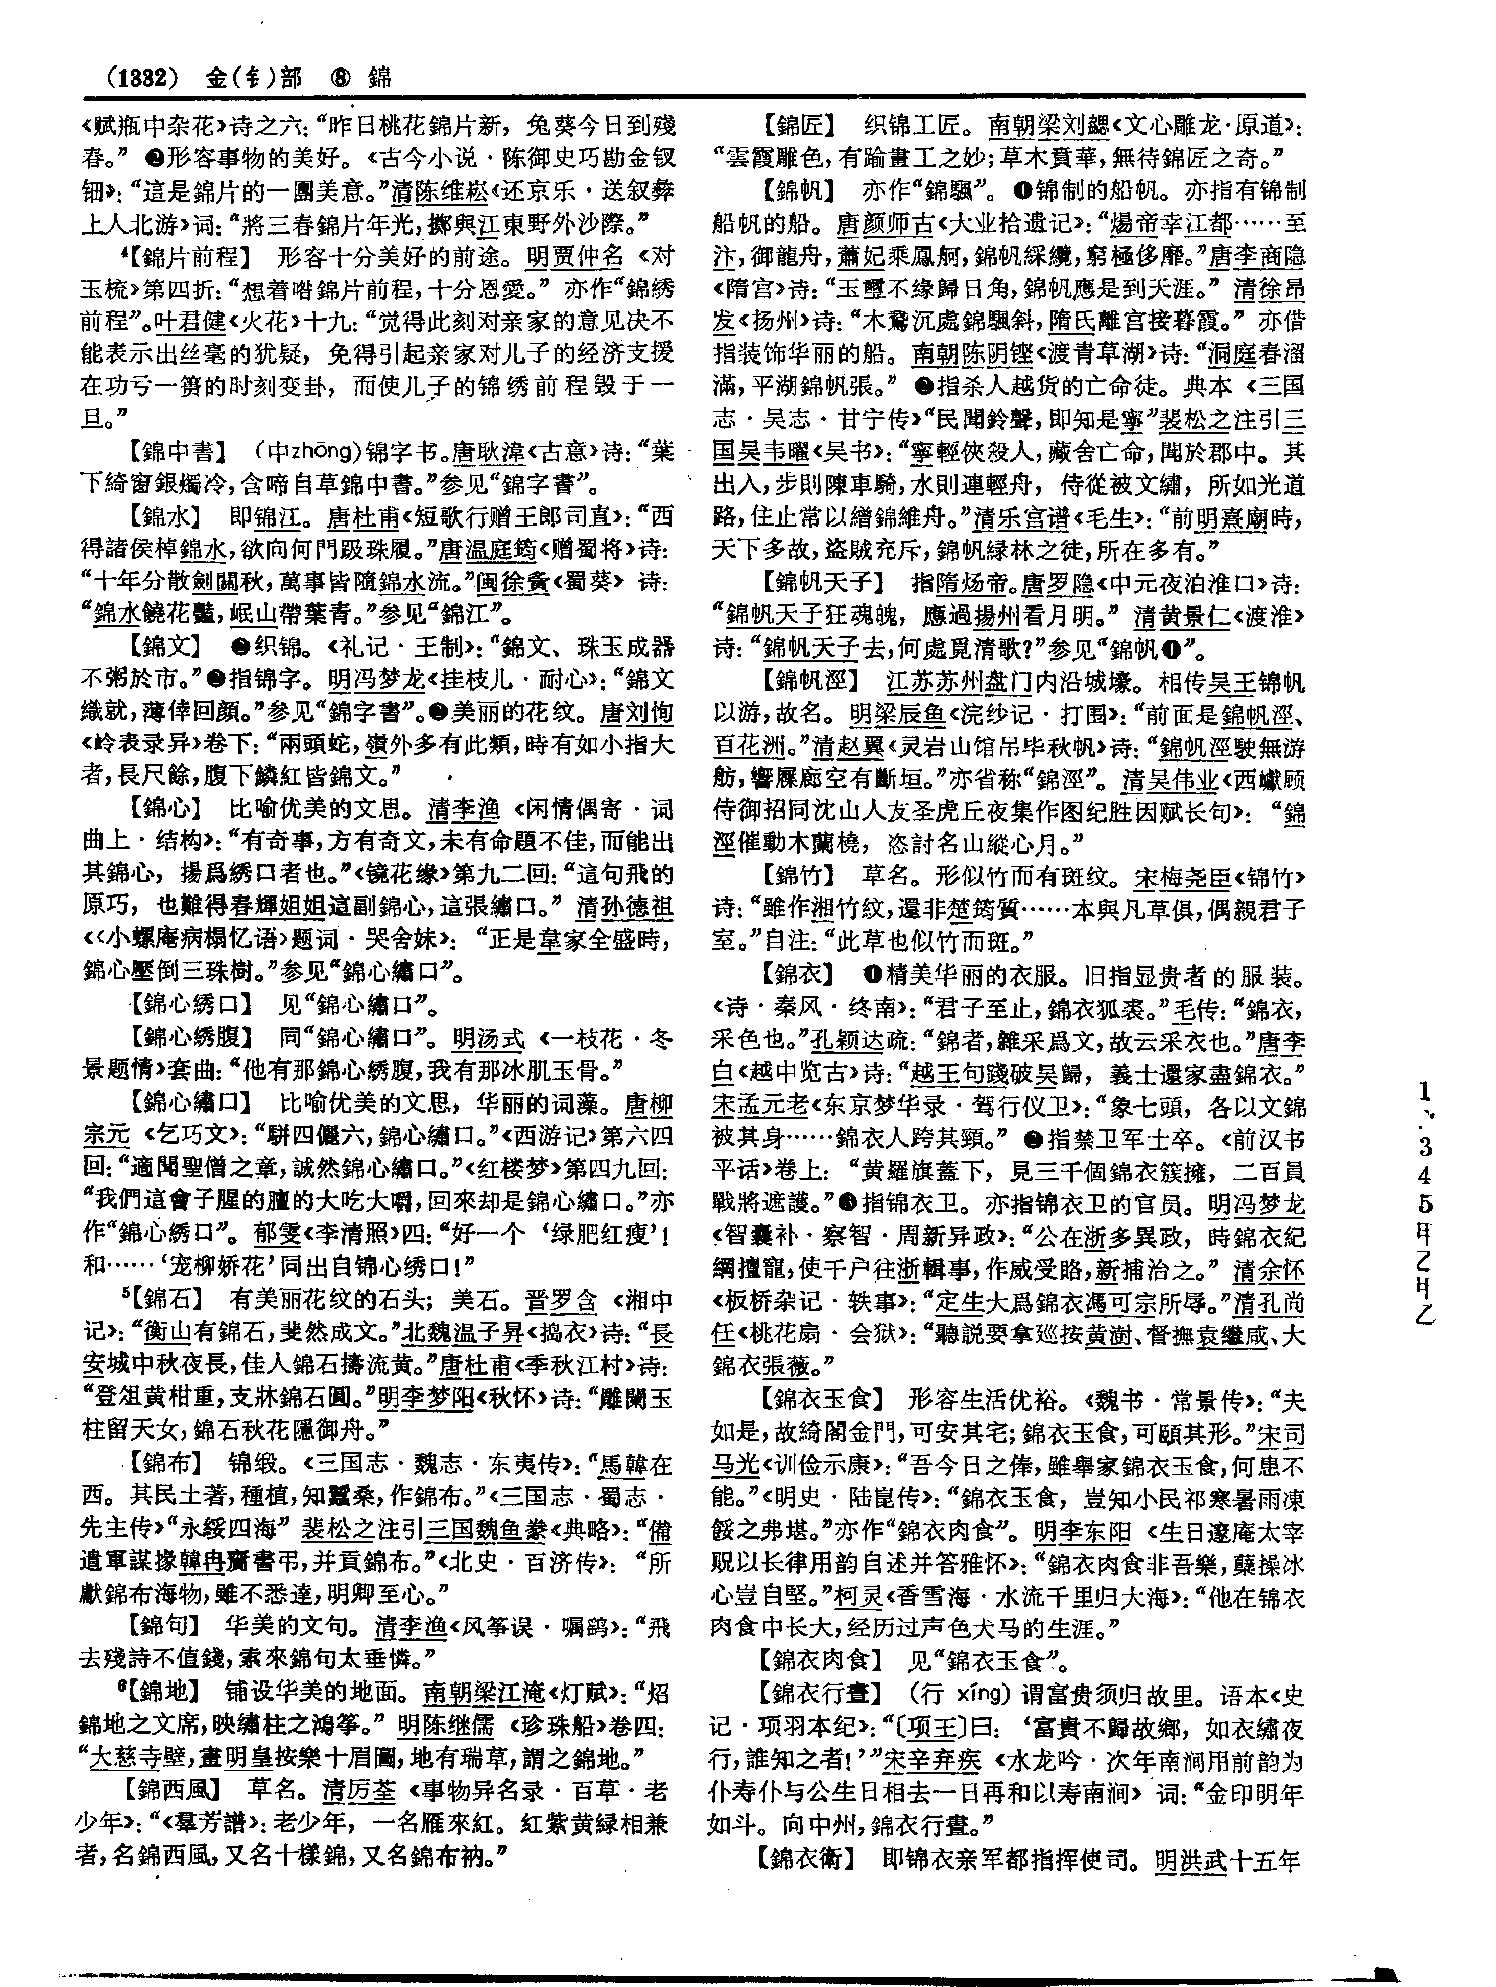 (1332) 金(钅)部 ⑧ 錦
《赋瓶中杂花》诗之六：“昨日桃花錦片新，兔葵今日到殘
春。” ❷形容事物的美好。《古今小说·陈御史巧勘金钗
钿》：“這是錦片的一團美意。”清陈维崧《还京乐·送叙彝
上人北游》词：“將三春錦片年光，擲與江東野外沙際。”
⁴【錦片前程】 形容十分美好的前途。明贾仲名《对
玉梳》第四折：“想着喒錦片前程，十分恩愛。” 亦作“錦绣
前程”。叶君健《火花》十九：“觉得此刻对亲家的意见决不
能表示出丝毫的犹疑，免得引起亲家对儿子的经济支援
在功亏一篑的时刻变卦，而使儿子的锦绣前程毁于一
旦。”
【錦中書】 (中zhōng)锦字书。唐耿湋《古意》诗：“葉
下綺窗銀燭冷，含啼自草錦中書。”参见“錦字書”。
【錦水】 即锦江。唐杜甫《短歌行赠王郎司直》：“西
得諸侯棹錦水，欲向何門趿珠履。”唐温庭筠《赠蜀将》诗：
“十年分散劍關秋，萬事皆隨錦水流。”闽徐夤《蜀葵》诗：
“錦水饒花豔，岷山帶葉青。”参见“錦江”。
【錦文】 ❶织锦。《礼记·王制》：“錦文、珠玉成器
不粥於市。”❷指锦字。明冯梦龙《挂枝儿·耐心》：“錦文
織就，薄倖回顏。”参见“錦字書”。❸美丽的花纹。唐刘恂
《岭表录异》卷下：“兩頭蛇，嶺外多有此類，時有如小指大
者，長尺餘，腹下鱗紅皆錦文。”
【錦心】 比喻优美的文思。清李渔《闲情偶寄·词
曲上·结构》：“有奇事，方有奇文，未有命題不佳，而能出
其錦心，揚爲綉口者也。”《镜花缘》第九二回：“這句飛的
原巧，也難得春輝姐姐這副錦心，這張繡口。” 清孙德祖
《〈小螺庵病榻忆语〉题词·哭舍妹》：“正是韋家全盛時，
錦心壓倒三珠樹。”参见“錦心繡口”。
【錦心绣口】 见“錦心繡口”。
【錦心绣腹】 同“錦心繡口”。明汤式《一枝花·冬
景题情》套曲：“他有那錦心綉腹，我有那冰肌玉骨。”
【錦心繡口】 比喻优美的文思，华丽的词藻。唐柳
宗元《乞巧文》：“駢四儷六，錦心繡口。”《西游记》第六四
回：“適聞聖僧之章，誠然錦心繡口。”《红楼梦》第四九回：
“我們這會子腥的膻的大吃大嚼，回來却是錦心繡口。”亦
作“錦心绣口”。郁雯《李清照》四：“好一个‘绿肥红瘦’！
和……‘宠柳娇花’同出自锦心绣口！”
⁵【錦石】 有美丽花纹的石头；美石。晋罗含《湘中
记》：“衡山有錦石，斐然成文。”北魏温子昇《捣衣》诗：“長
安城中秋夜長，佳人錦石擣流黄。”唐杜甫《季秋江村》诗：
“登俎黄柑重，支牀錦石圓。”明李梦阳《秋怀》诗：“雕闌玉
柱留天女，錦石秋花隱御舟。”
【錦布】 锦缎。《三国志·魏志·东夷传》：“馬韓在
西。其民土著，種植，知蠶桑，作錦布。”《三国志·蜀志·
先主传》“永綏四海” 裴松之注引三国魏鱼豢《典略》：“備
遣軍謀掾韓冉齎書弔，并貢錦布。”《北史·百济传》：“所
獻錦布海物，雖不悉達，明卿至心。”
【錦句】 华美的文句。清李渔《风筝误·嘱鹞》：“飛
去殘詩不值錢，索來錦句太垂憐。”
⁶【錦地】 铺设华美的地面。南朝梁江淹《灯赋》：“炤
錦地之文席，映繡柱之鴻筝。” 明陈继儒《珍珠船》卷四：
“大慈寺壁，畫明皇按樂十眉圖，地有瑞草，謂之錦地。”
【錦西風】 草名。清厉荃《事物异名录·百草·老
少年》：“《羣芳譜》：老少年，一名雁來紅。紅紫黄緑相兼
者，名錦西風，又名十樣錦，又名錦布衲。”
【錦匠】 织锦工匠。南朝梁刘勰《文心雕龙·原道》：
“雲霞雕色，有踰畫工之妙；草木賁華，無待錦匠之奇。”
【錦帆】 亦作“錦颿”。❶锦制的船帆。亦指有锦制
船帆的船。唐颜师古《大业拾遗记》：“煬帝幸江都……至
汴，御龍舟，蕭妃乘鳳舸，錦帆綵纜，窮極侈靡。”唐李商隐
《隋宫》诗：“玉璽不缘歸日角，錦帆應是到天涯。” 清徐昂
发《扬州》诗：“木鵞沉處錦颿斜，隋氏離宫接暮霞。” 亦借
指装饰华丽的船。南朝陈阴铿《渡青草湖》诗：“洞庭春溜
滿，平湖錦帆張。” ❷指杀人越货的亡命徒。典本《三国
志·吴志·甘宁传》“民聞鈴聲，即知是寧”裴松之注引三
国吴韦曜《吴书》：“寧輕俠殺人，藏舍亡命，聞於郡中。其
出入，步則陳車騎，水則連輕舟，侍從被文繡，所如光道
路，住止常以繒錦維舟。”清乐宫谱《毛生》：“前明熹廟時，
天下多故，盜賊充斥，錦帆緑林之徒，所在多有。”
【錦帆天子】 指隋炀帝。唐罗隐《中元夜泊淮口》诗：
“錦帆天子狂魂魄，應過揚州看月明。” 清黄景仁《渡淮》
诗：“錦帆天子去，何處覓清歌？”参见“錦帆❶”。
【錦帆涇】 江苏苏州盘门内沿城壕。相传吴王锦帆
以游，故名。明梁辰鱼《浣纱记·打围》：“前面是錦帆涇、
百花洲。”清赵翼《灵岩山馆吊毕秋帆》诗：“錦帆涇駛無游
舫，響屧廊空有斷垣。”亦省称“錦涇”。清吴伟业《西巘顾
侍御招同沈山人友圣虎丘夜集作图纪胜因赋长句》：“錦
涇催動木蘭橈，恣討名山縱心月。”
【錦竹】 草名。形似竹而有斑纹。宋梅尧臣《锦竹》
诗：“雖作湘竹紋，還非楚筠質……本與凡草俱，偶親君子
室。”自注：“此草也似竹而斑。”
【錦衣】 ❶精美华丽的衣服。旧指显贵者的服装。
《诗·秦风·终南》：“君子至止，錦衣狐裘。”毛传：“錦衣，
采色也。”孔颖达疏：“錦者，雜采爲文，故云采衣也。”唐李
白《越中览古》诗：“越王句踐破吴歸，義士還家盡錦衣。”
宋孟元老《东京梦华录·驾行仪卫》：“象七頭，各以文錦
被其身……錦衣人跨其頸。” ❷指禁卫军士卒。《前汉书
平话》卷上：“黄羅旗蓋下，見三千個錦衣簇擁，二百員
戰將遮護。”❸指锦衣卫。亦指锦衣卫的官员。明冯梦龙
《智囊补·察智·周新异政》：“公在浙多異政，時錦衣紀
綱擅寵，使千户往浙輯事，作威受賂，新捕治之。” 清余怀
《板桥杂记·轶事》：“定生大爲錦衣馮可宗所辱。”清孔尚
任《桃花扇·会狱》：“聽説要拿廵按黄澍、督撫袁繼咸、大
錦衣張薇。”
【錦衣玉食】 形容生活优裕。《魏书·常景传》：“夫
如是，故綺閣金門，可安其宅；錦衣玉食，可頤其形。”宋司
马光《训俭示康》：“吾今日之俸，雖舉家錦衣玉食，何患不
能。”《明史·陆崑传》：“錦衣玉食，豈知小民祁寒暑雨凍
餒之弗堪。”亦作“錦衣肉食”。明李东阳《生日邃庵太宰
贶以长律用韵自述并答雅怀》：“錦衣肉食非吾樂，蘖操冰
心豈自堅。”柯灵《香雪海·水流千里归大海》：“他在锦衣
肉食中长大，经历过声色犬马的生涯。”
【錦衣肉食】 见“錦衣玉食”。
【錦衣行晝】 (行 xíng) 谓富贵须归故里。语本《史
记·项羽本纪》：“〔项王〕曰：‘富貴不歸故鄉，如衣繡夜
行，誰知之者！’”宋辛弃疾《水龙吟·次年南涧用前韵为
仆寿仆与公生日相去一日再和以寿南涧》词：“金印明年
如斗。向中州，錦衣行晝。”
【錦衣衛】 即锦衣亲军都指挥使司。明洪武十五年